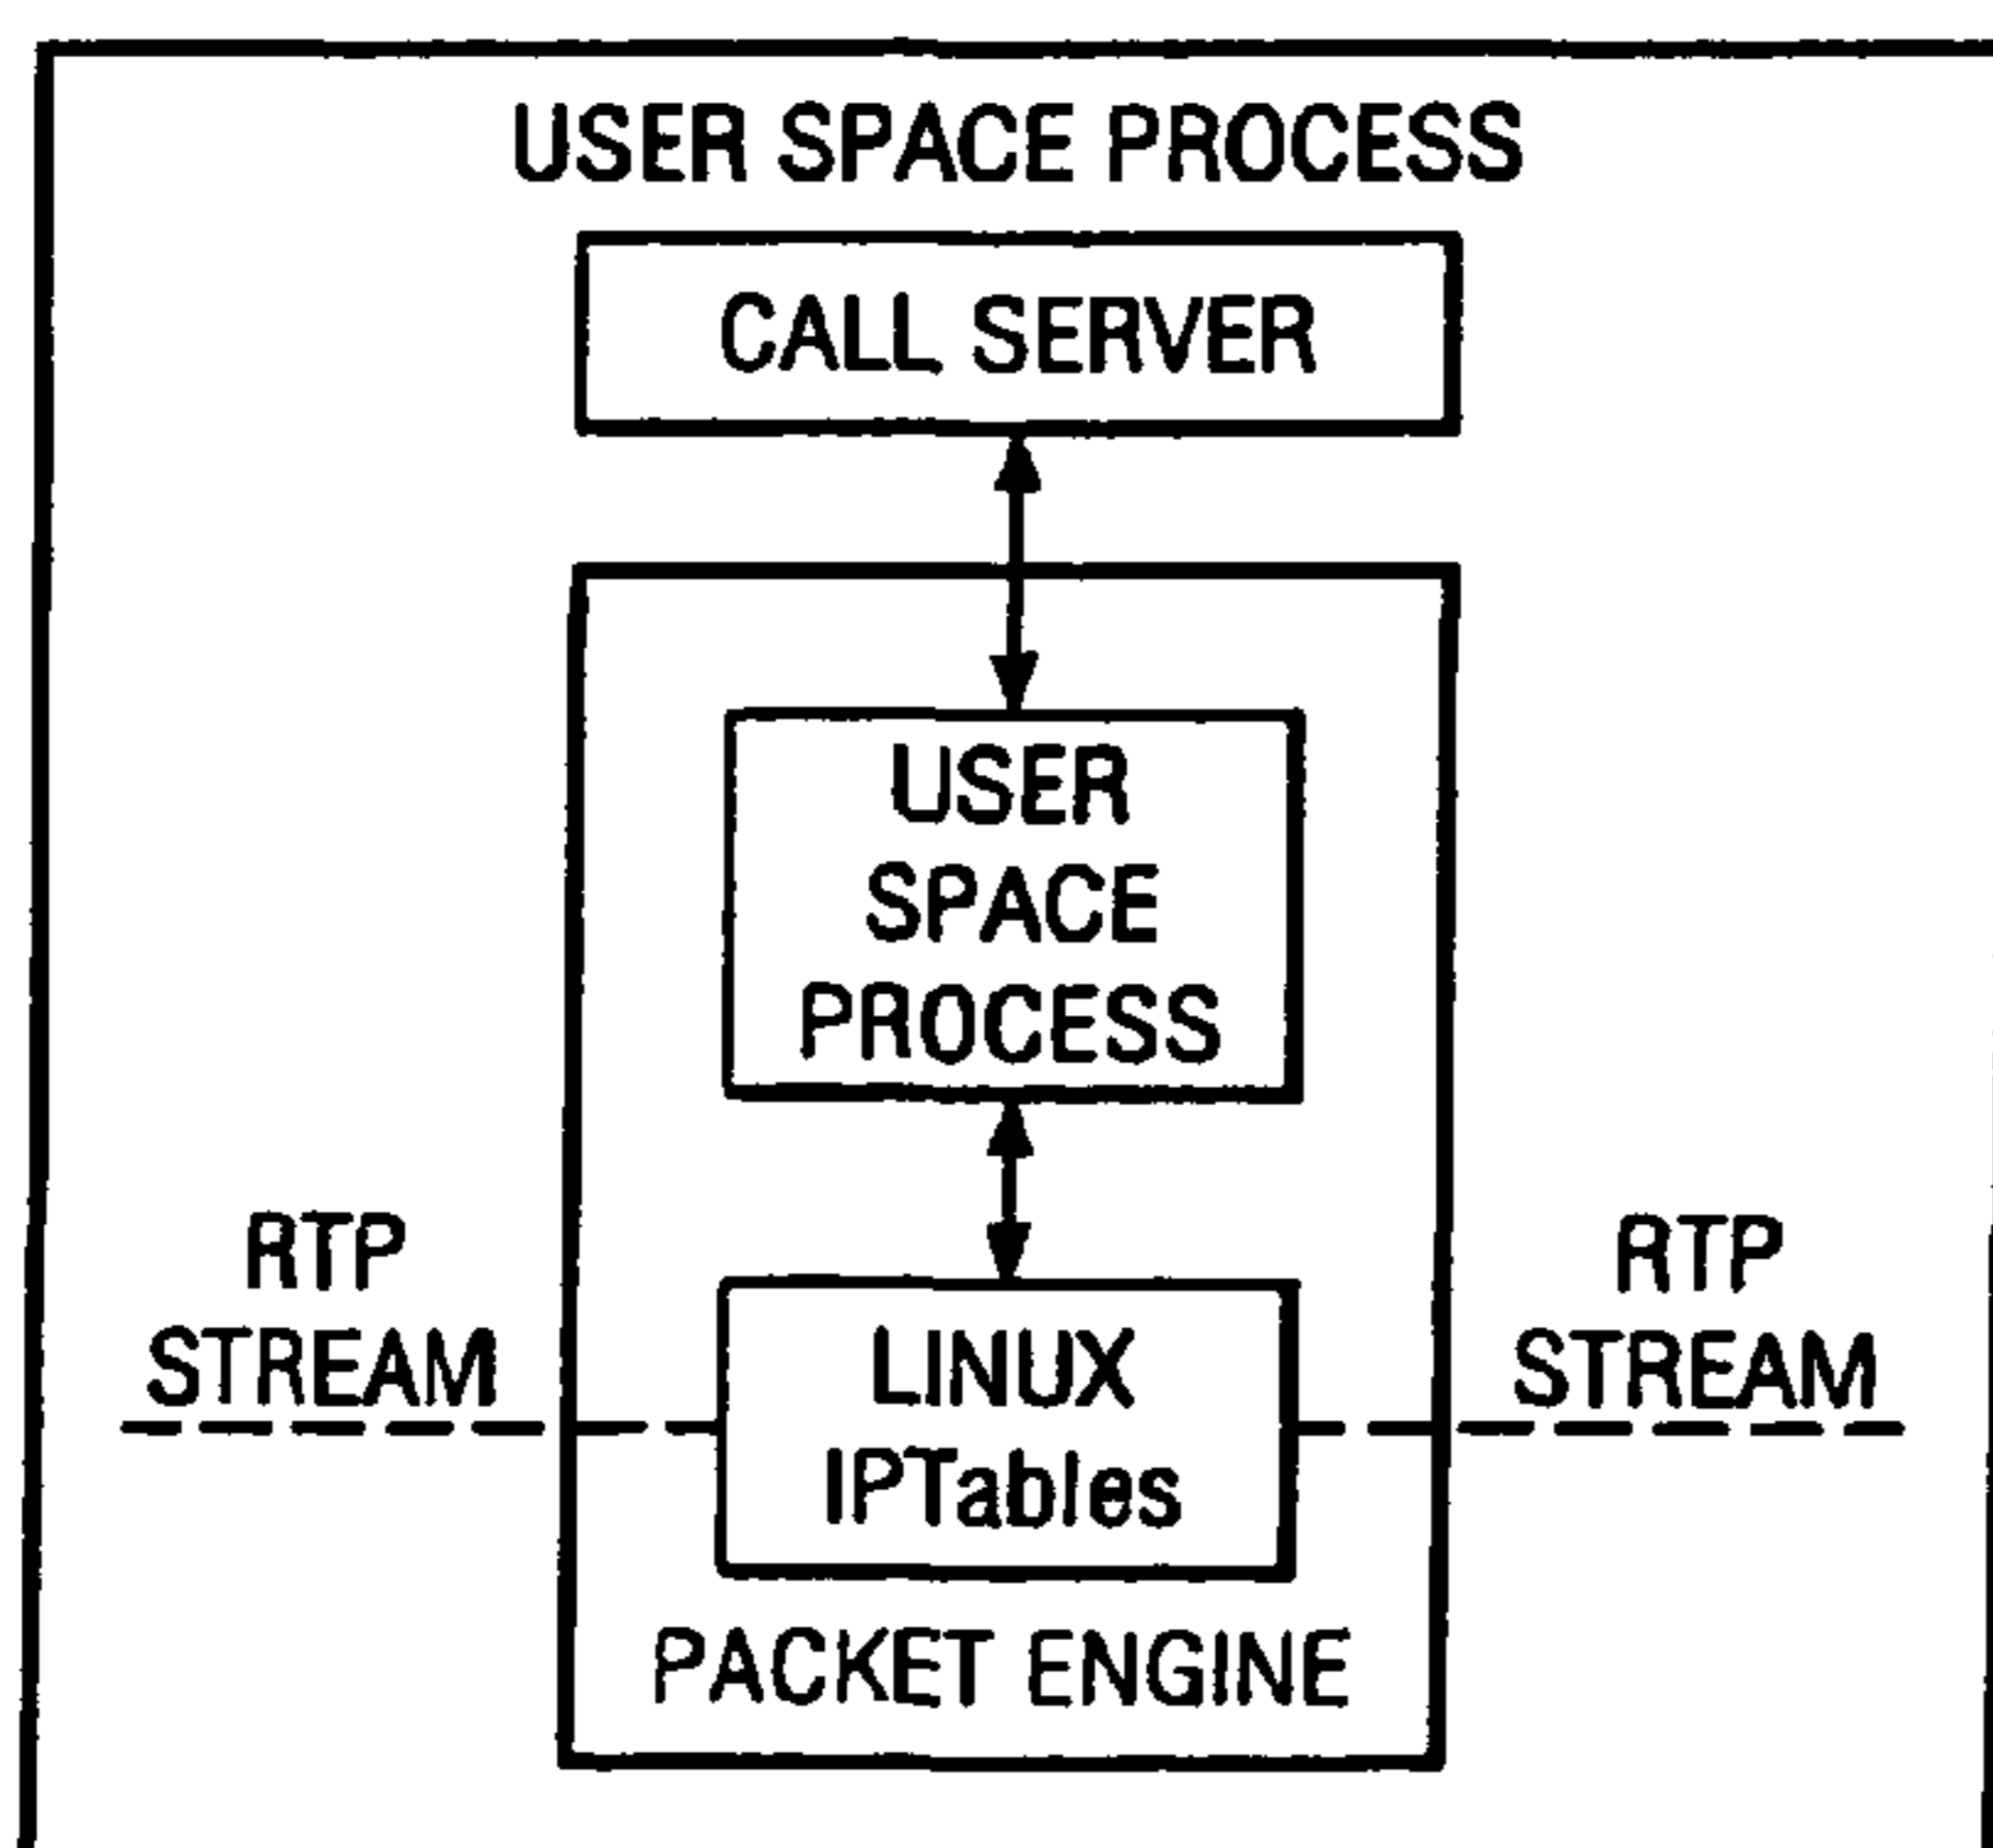 USER SPACE PROCESS
CALL SERVER
USER
SPACE
PROCESS
RTP
STREAM
LINUX
IPTables
RTP
STREAM
PACKET ENGINE